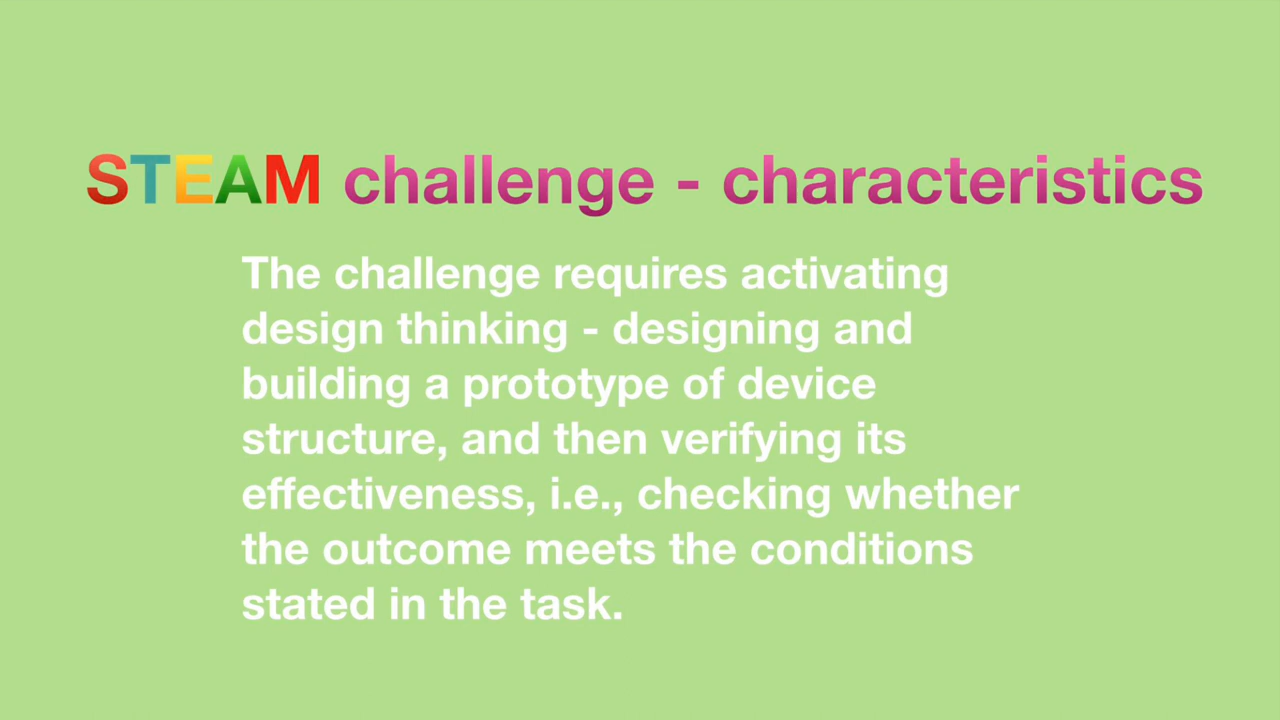 STEAM challenge - characteristics
The challenge requires activating
design thinking - designing and
building a prototype of device
structure, and then verifying its
effectiveness, i.e., checking whether
the outcome meets the conditions
stated in the task.